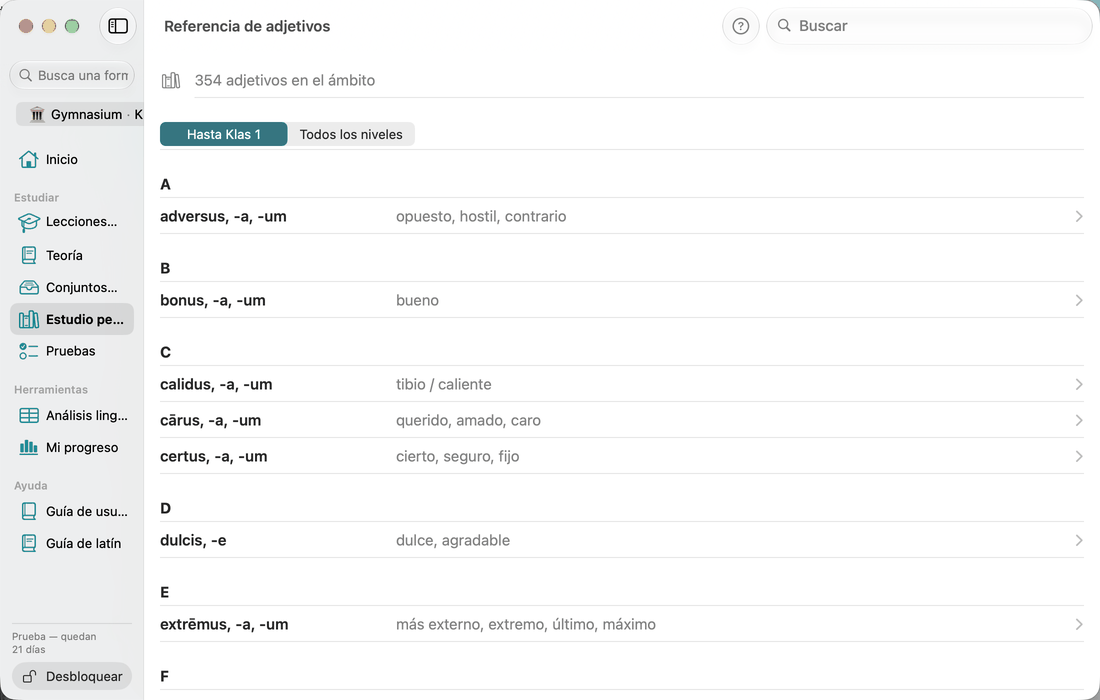 Referencia de adjetivos
Buscar
Busca una forn
Gymnasium · K
Inicio
Estudiar
Lecciones...
Teoría
Conjuntos...
Estudio pe...
Pruebas
Herramientas
Análisis ling...
Mi progreso
Ayuda
Guía de usu...
Guía de latín
Prueba — quedan
21 días
Desbloquear
354 adjetivos en el ámbito
Hasta Klas 1 Todos los niveles
A
adversus, -a, -um opuesto, hostil, contrario
B
bonus, -a, -um bueno
C
calidus, -a, -um tibio / caliente
cārus, -a, -um querido, amado, caro
certus, -a, -um cierto, seguro, fijo
D
dulcis, -e dulce, agradable
E
extrēmus, -a, -um más externo, extremo, último, máximo
F